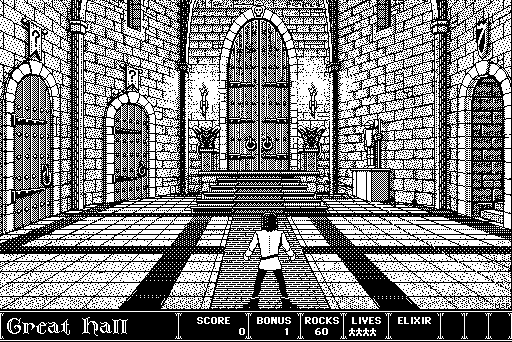 ?
?
Great Hall
SCORE
0
BONUS
1
ROCKS
60
LIVES
****
ELIXIR